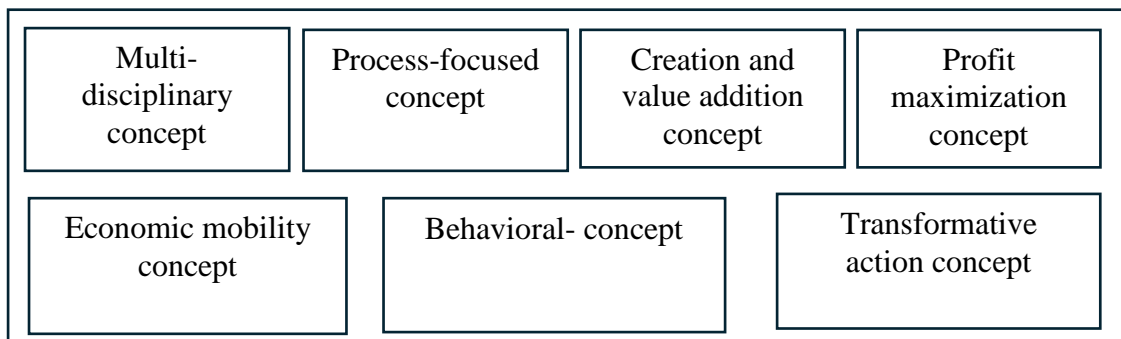 Multi-
disciplinary
concept
Process-focused
concept
Creation and
value addition
concept
Profit
maximization
concept
Economic mobility
concept
Behavioral- concept
Transformative
action concept